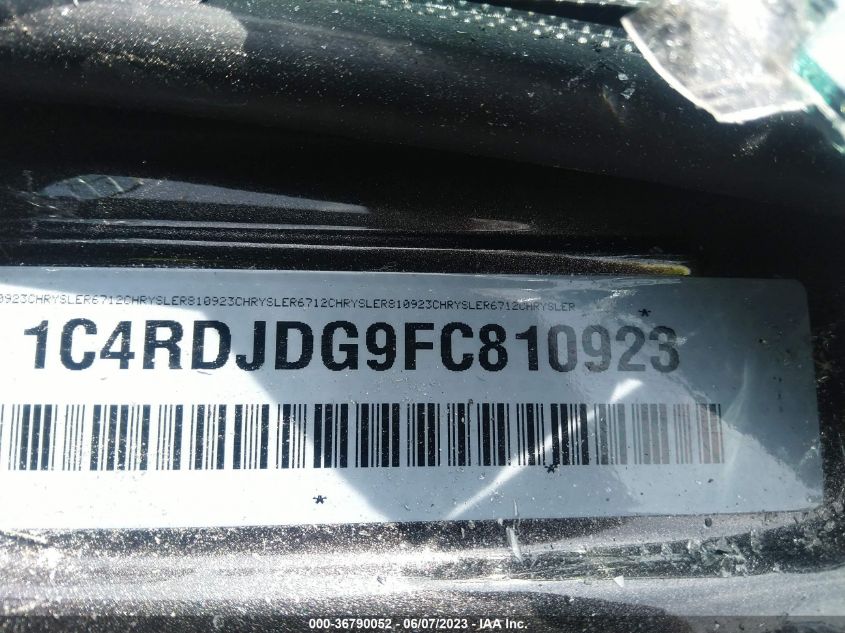 0923CHRYSLER6712CHRYSLER810923CHRYSLER6712CHRYSLER810923CHRYSLER6712CHRYSLER
1C4RDJDG9FC810923
000-36790052 - 06/07/2023 - IAA Inc.